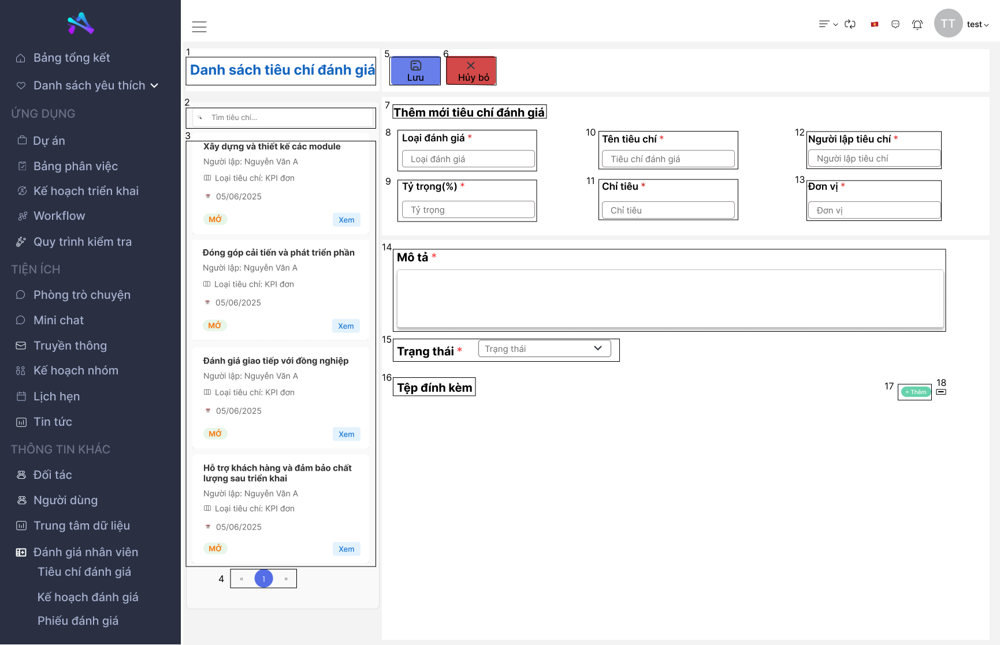 Bảng tổng kết
Danh sách yêu thích
ỨNG DỤNG
Dự án
Bảng phân việc
Kế hoạch triển khai
Workflow
Quy trình kiểm tra
TIỆN ÍCH
Phòng trò chuyện
Mini chat
Truyền thông
Kế hoạch nhóm
Lịch hẹn
Tin tức
THÔNG TIN KHÁC
Đối tác
Người dùng
Trung tâm dữ liệu
Đánh giá nhân viên
Tiêu chí đánh giá
Kế hoạch đánh giá
Phiếu đánh giá
TT test
1
Danh sách tiêu chí đánh giá
2
Tìm tiêu chí...
3
Xây dựng và thiết kế các module
Người lập: Nguyễn Văn A
Loại tiêu chí: KPI đơn
05/06/2025
MỞ Xem
Đóng góp cải tiến và phát triển phần
Người lập: Nguyễn Văn A
Loại tiêu chí: KPI đơn
05/06/2025
MỞ Xem
Đánh giá giao tiếp với đồng nghiệp
Người lập: Nguyễn Văn A
Loại tiêu chí: KPI đơn
05/06/2025
MỞ Xem
Hỗ trợ khách hàng và đảm bảo chất
lượng sau triển khai
Người lập: Nguyễn Văn A
Loại tiêu chí: KPI đơn
05/06/2025
MỞ Xem
4 « 1 »
5 6
Lưu Hủy bỏ
7 Thêm mới tiêu chí đánh giá
8 Loại đánh giá *
Loại đánh giá
10 Tên tiêu chí *
Tiêu chí đánh giá
12 Người lập tiêu chí *
Người lập tiêu chí
9 Tỷ trọng(%) *
Tỷ trọng
11 Chỉ tiêu *
Chỉ tiêu
13 Đơn vị *
Đơn vị
14 Mô tả *
15 Trạng thái * Trạng thái
16 Tệp đính kèm
17 + Thêm 18